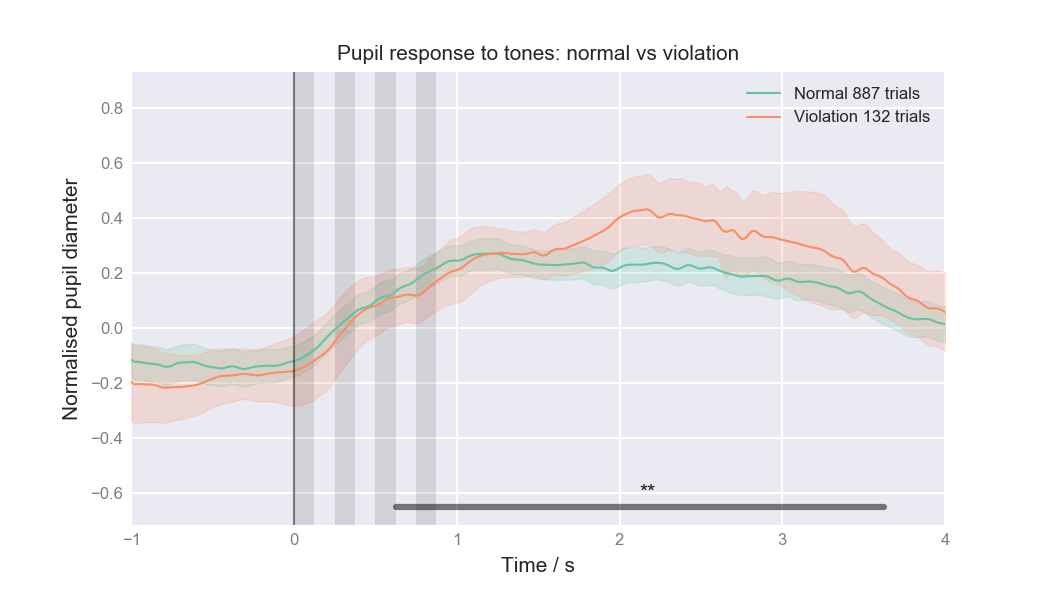 Pupil response to tones: normal vs violation
Normal 887 trials
Violation 132 trials
Normalised pupil diameter
0.8
0.6
0.4
0.2
0.0
−0.2
−0.4
−0.6
**
−1 0 1 2 3 4
Time / s